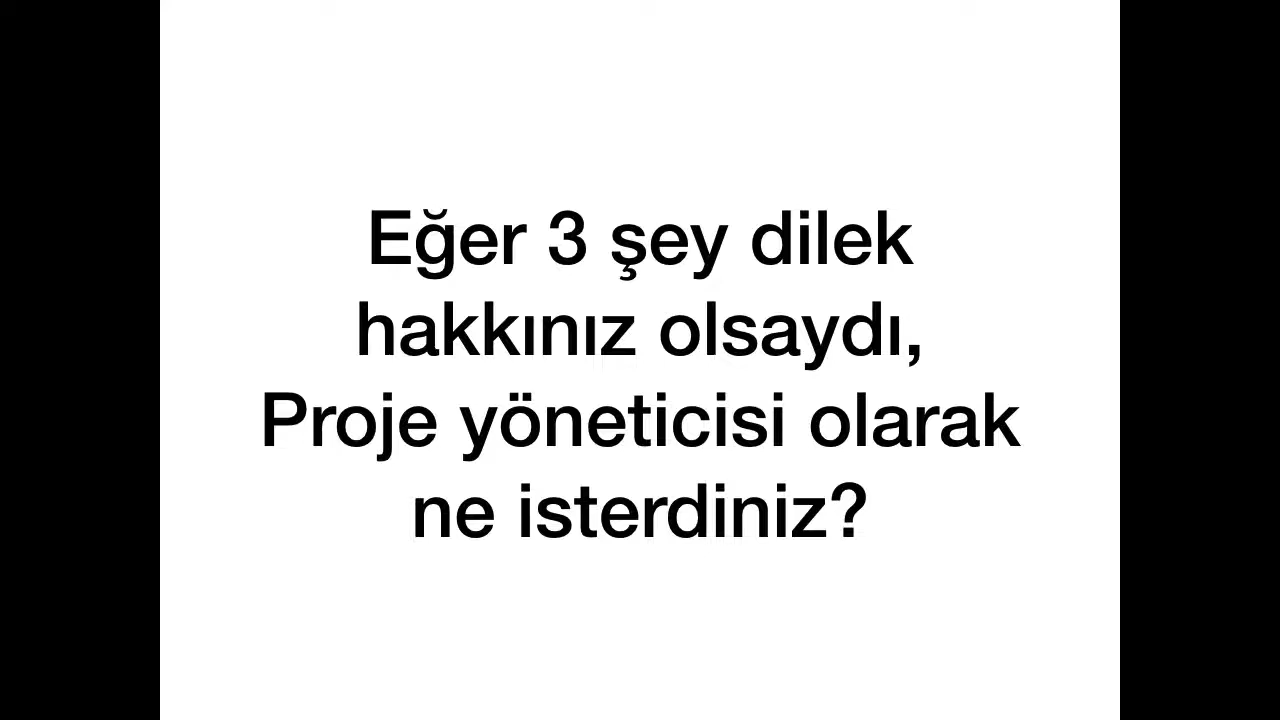 Eğer 3 şey dilek
hakkınız olsaydı,
Proje yöneticisi olarak
ne isterdiniz?